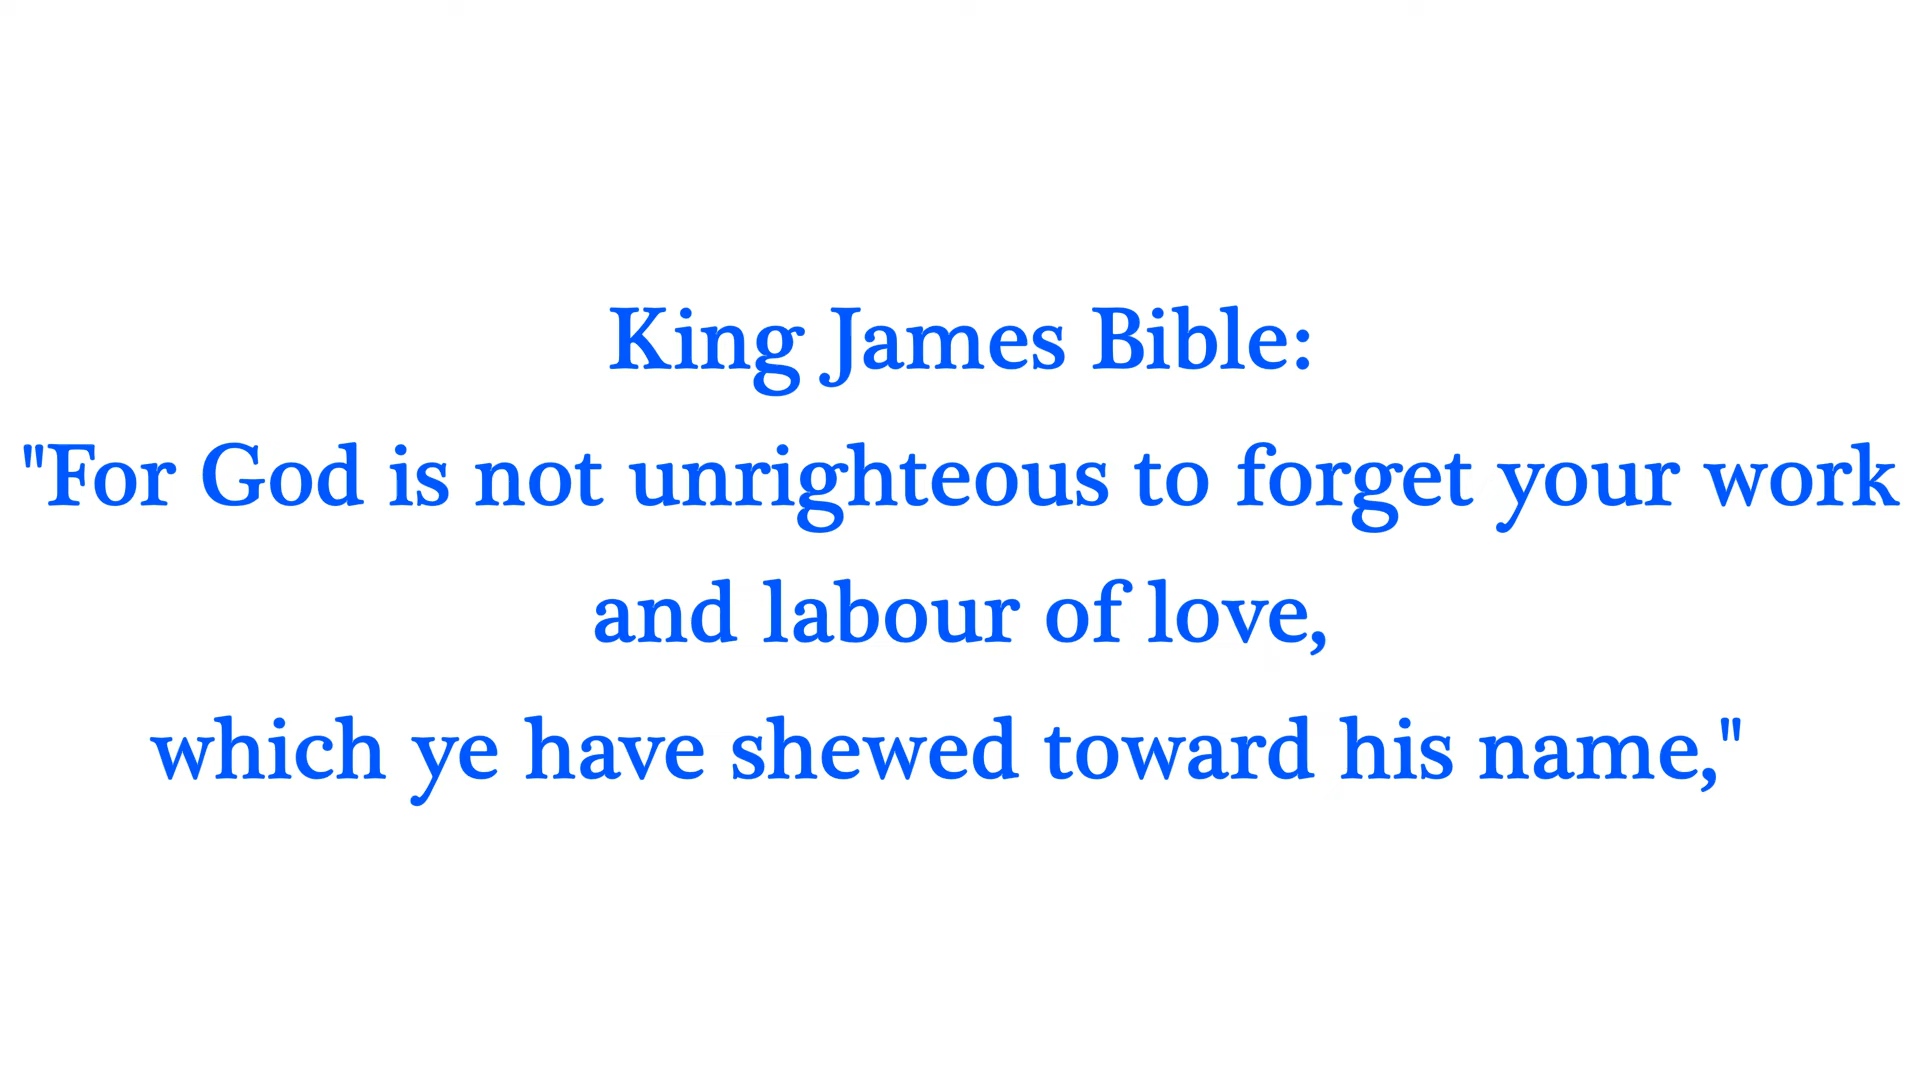 King James Bible:
"For God is not unrighteous to forget your work
and labour of love,
which ye have shewed toward his name,"